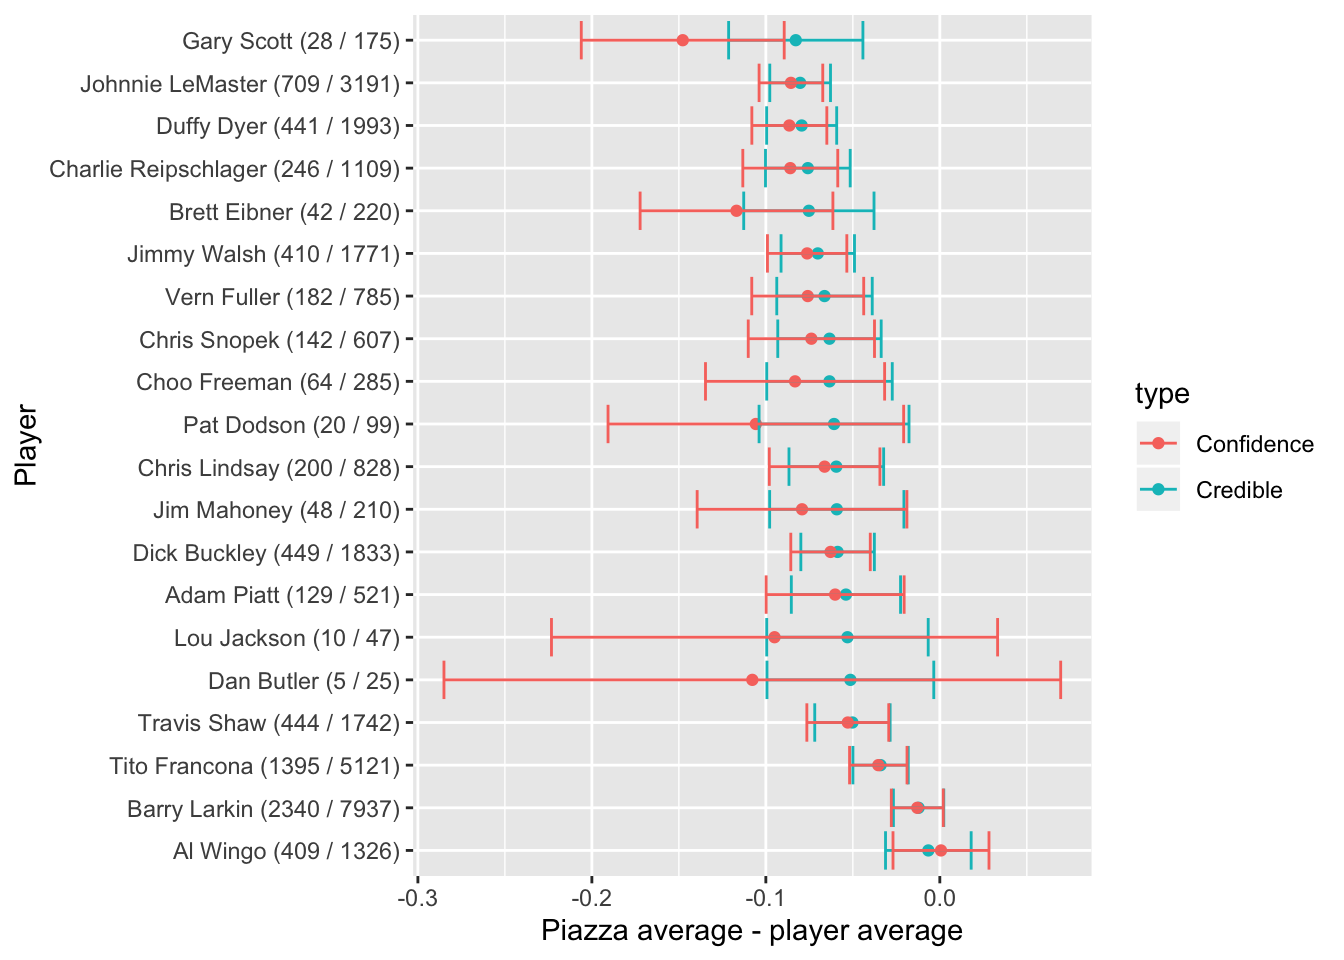 Gary Scott (28 / 175)
Johnnie LeMaster (709 / 3191)
Duffy Dyer (441 / 1993)
Charlie Reipschlager (246 / 1109)
Brett Eibner (42 / 220)
Jimmy Walsh (410 / 1771)
Vern Fuller (182 / 785)
Chris Snopek (142 / 607)
Choo Freeman (64 / 285)
Pat Dodson (20 / 99)
Chris Lindsay (200 / 828)
Jim Mahoney (48 / 210)
Dick Buckley (449 / 1833)
Adam Piatt (129 / 521)
Lou Jackson (10 / 47)
Dan Butler (5 / 25)
Travis Shaw (444 / 1742)
Tito Francona (1395 / 5121)
Barry Larkin (2340 / 7937)
Al Wingo (409 / 1326)
Player
-0.3 -0.2 -0.1 0.0
Piazza average - player average
type
Confidence
Credible